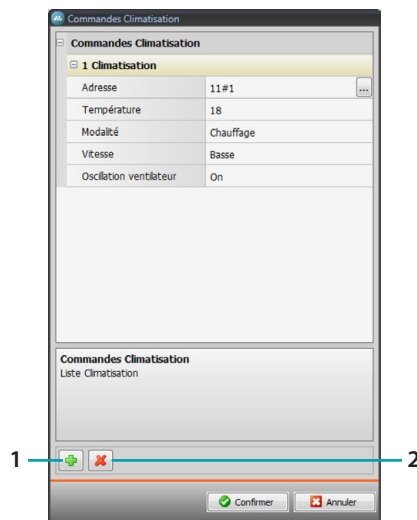 Commandes Climatisation
Commandes Climatisation
1 Climatisation
Adresse 11#1 ...
Température 18
Modalité Chauffage
Vitesse Basse
Oscillation ventilateur On
Commandes Climatisation
Liste Climatisation
1 2
Confirmer Annuler